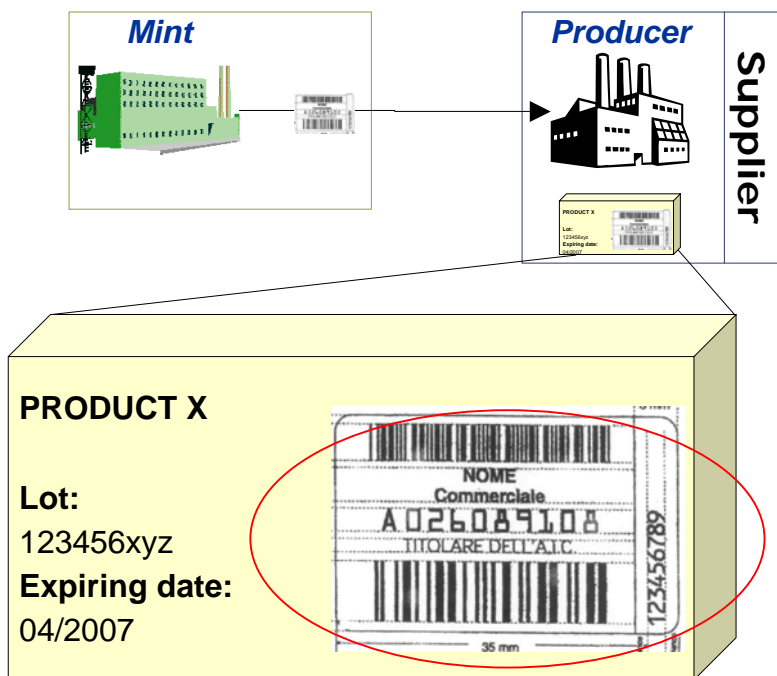 Mint
Producer
Supplier
PRODUCT X
Lot:
123456xyz
Expiring date:
04/2007
PRODUCT X
Lot:
123456xyz
Expiring date:
04/2007
NOME
Commerciale
A026089108
TITOLARE DELL'A.I.C.
123456789
35 mm